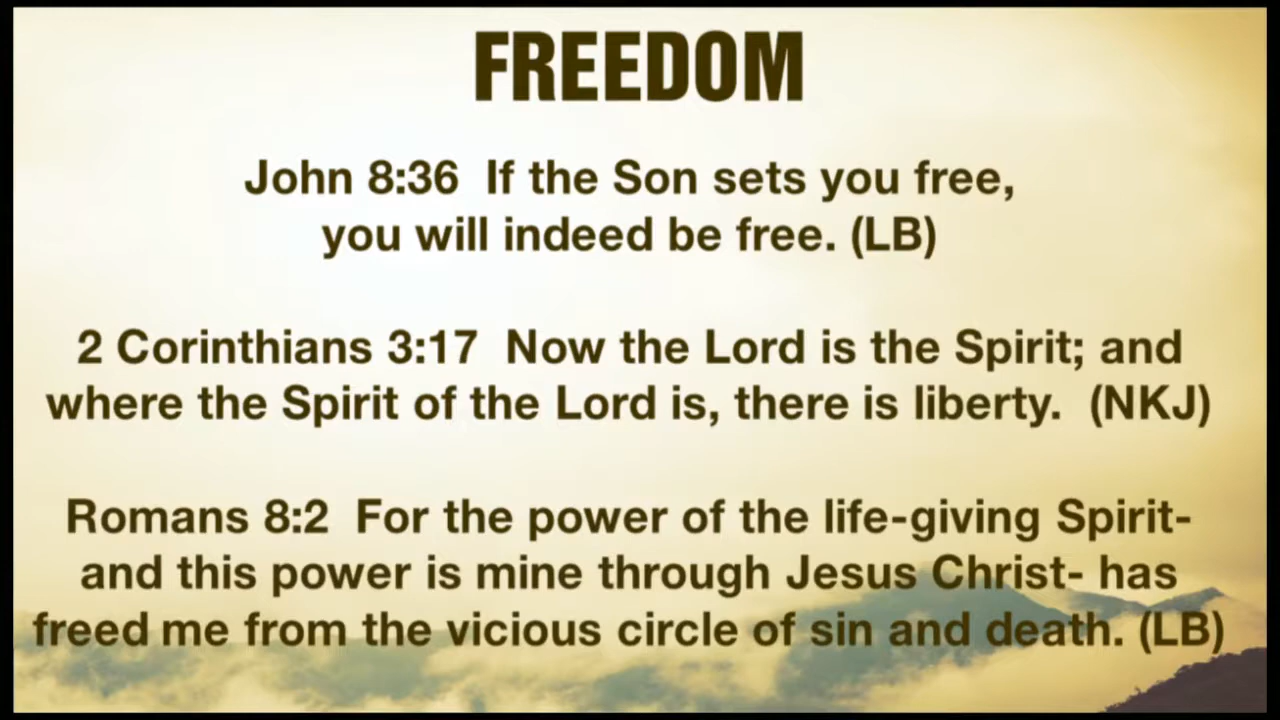 FREEDOM
John 8:36  If the Son sets you free,
you will indeed be free. (LB)
2 Corinthians 3:17  Now the Lord is the Spirit; and
where the Spirit of the Lord is, there is liberty.  (NKJ)
Romans 8:2  For the power of the life-giving Spirit-
and this power is mine through Jesus Christ- has
freed me from the vicious circle of sin and death. (LB)